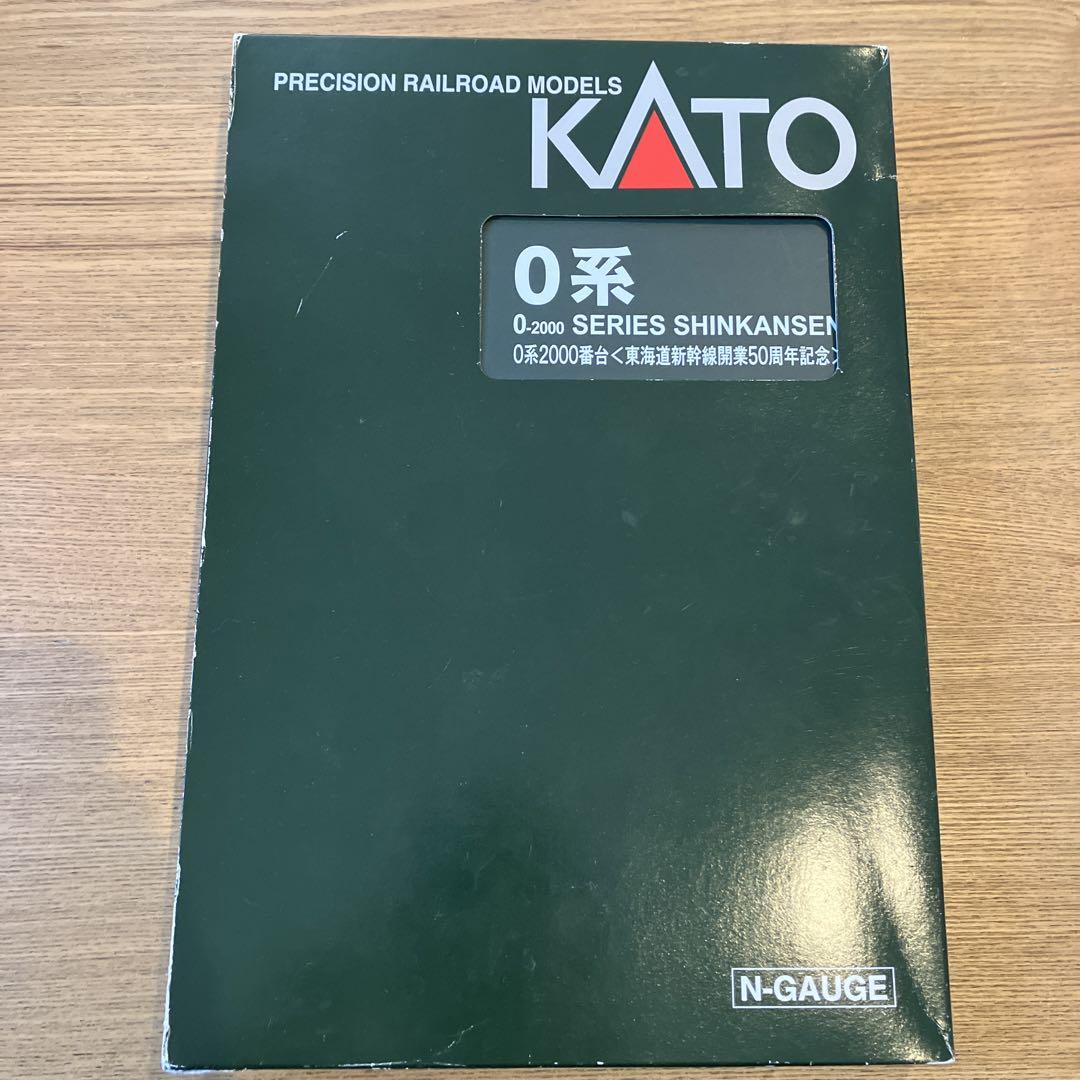 PRECISION RAILROAD MODELS
KATO
0系
0-2000 SERIES SHINKANSEN
0系2000番台<東海道新幹線開業50周年記念>
N-GAUGE